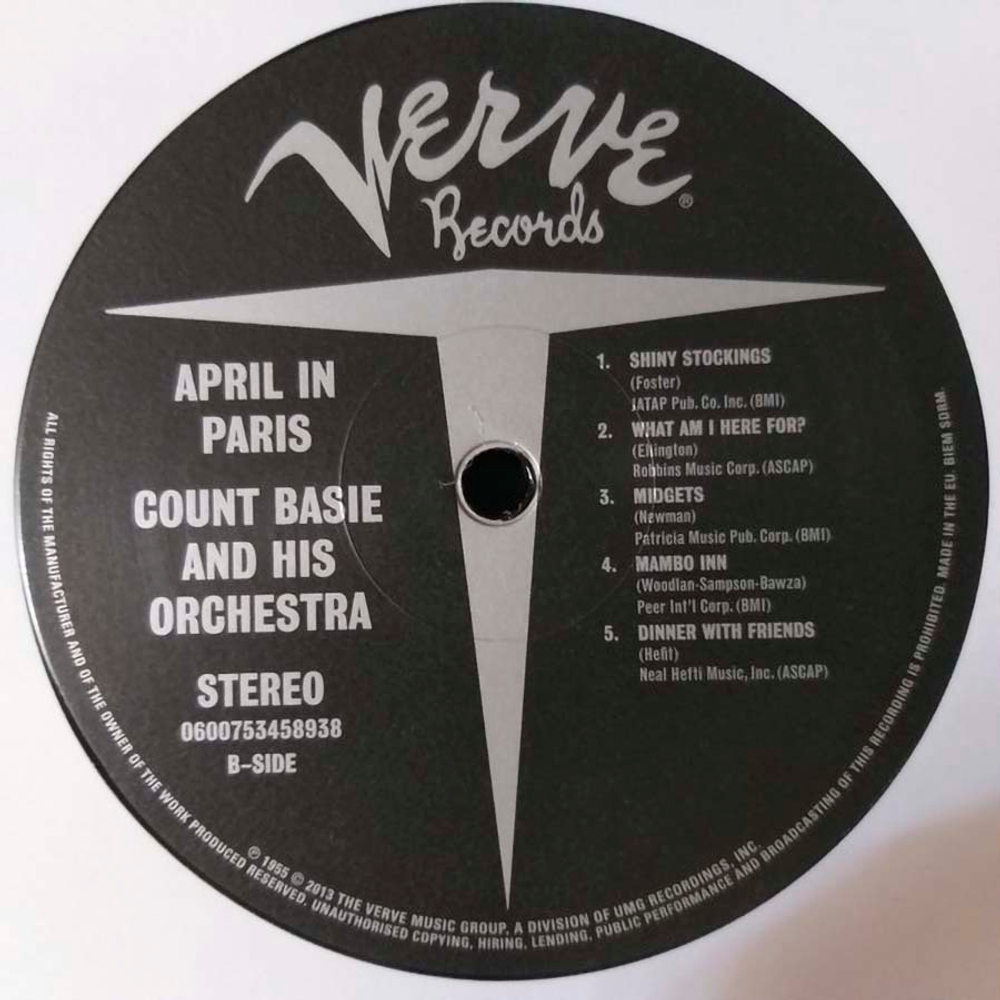 Verve®
Records
APRIL IN
PARIS
COUNT BASIE
AND HIS
ORCHESTRA
STEREO
0600753458938
B-SIDE
1. SHINY STOCKINGS
(Foster)
JATAP Pub. Co. Inc. (BMI)
2. WHAT AM I HERE FOR?
(Ellington)
Robbins Music Corp. (ASCAP)
3. MIDGETS
(Newman)
Patricia Music Pub. Corp. (BMI)
4. MAMBO INN
(Woodlan-Sampson-Bawza)
Peer Int'l Corp. (BMI)
5. DINNER WITH FRIENDS
(Hefit)
Neal Hefti Music, Inc. (ASCAP)
℗ 1955 © 2013 THE VERVE MUSIC GROUP, A DIVISION OF UMG RECORDINGS, INC.
ALL RIGHTS OF THE MANUFACTURER AND OF THE OWNER OF THE WORK PRODUCED RESERVED. UNAUTHORISED COPYING, HIRING, LENDING, PUBLIC PERFORMANCE AND BROADCASTING OF THIS RECORDING IS PROHIBITED. MADE IN THE EU. BIEM SDRM.